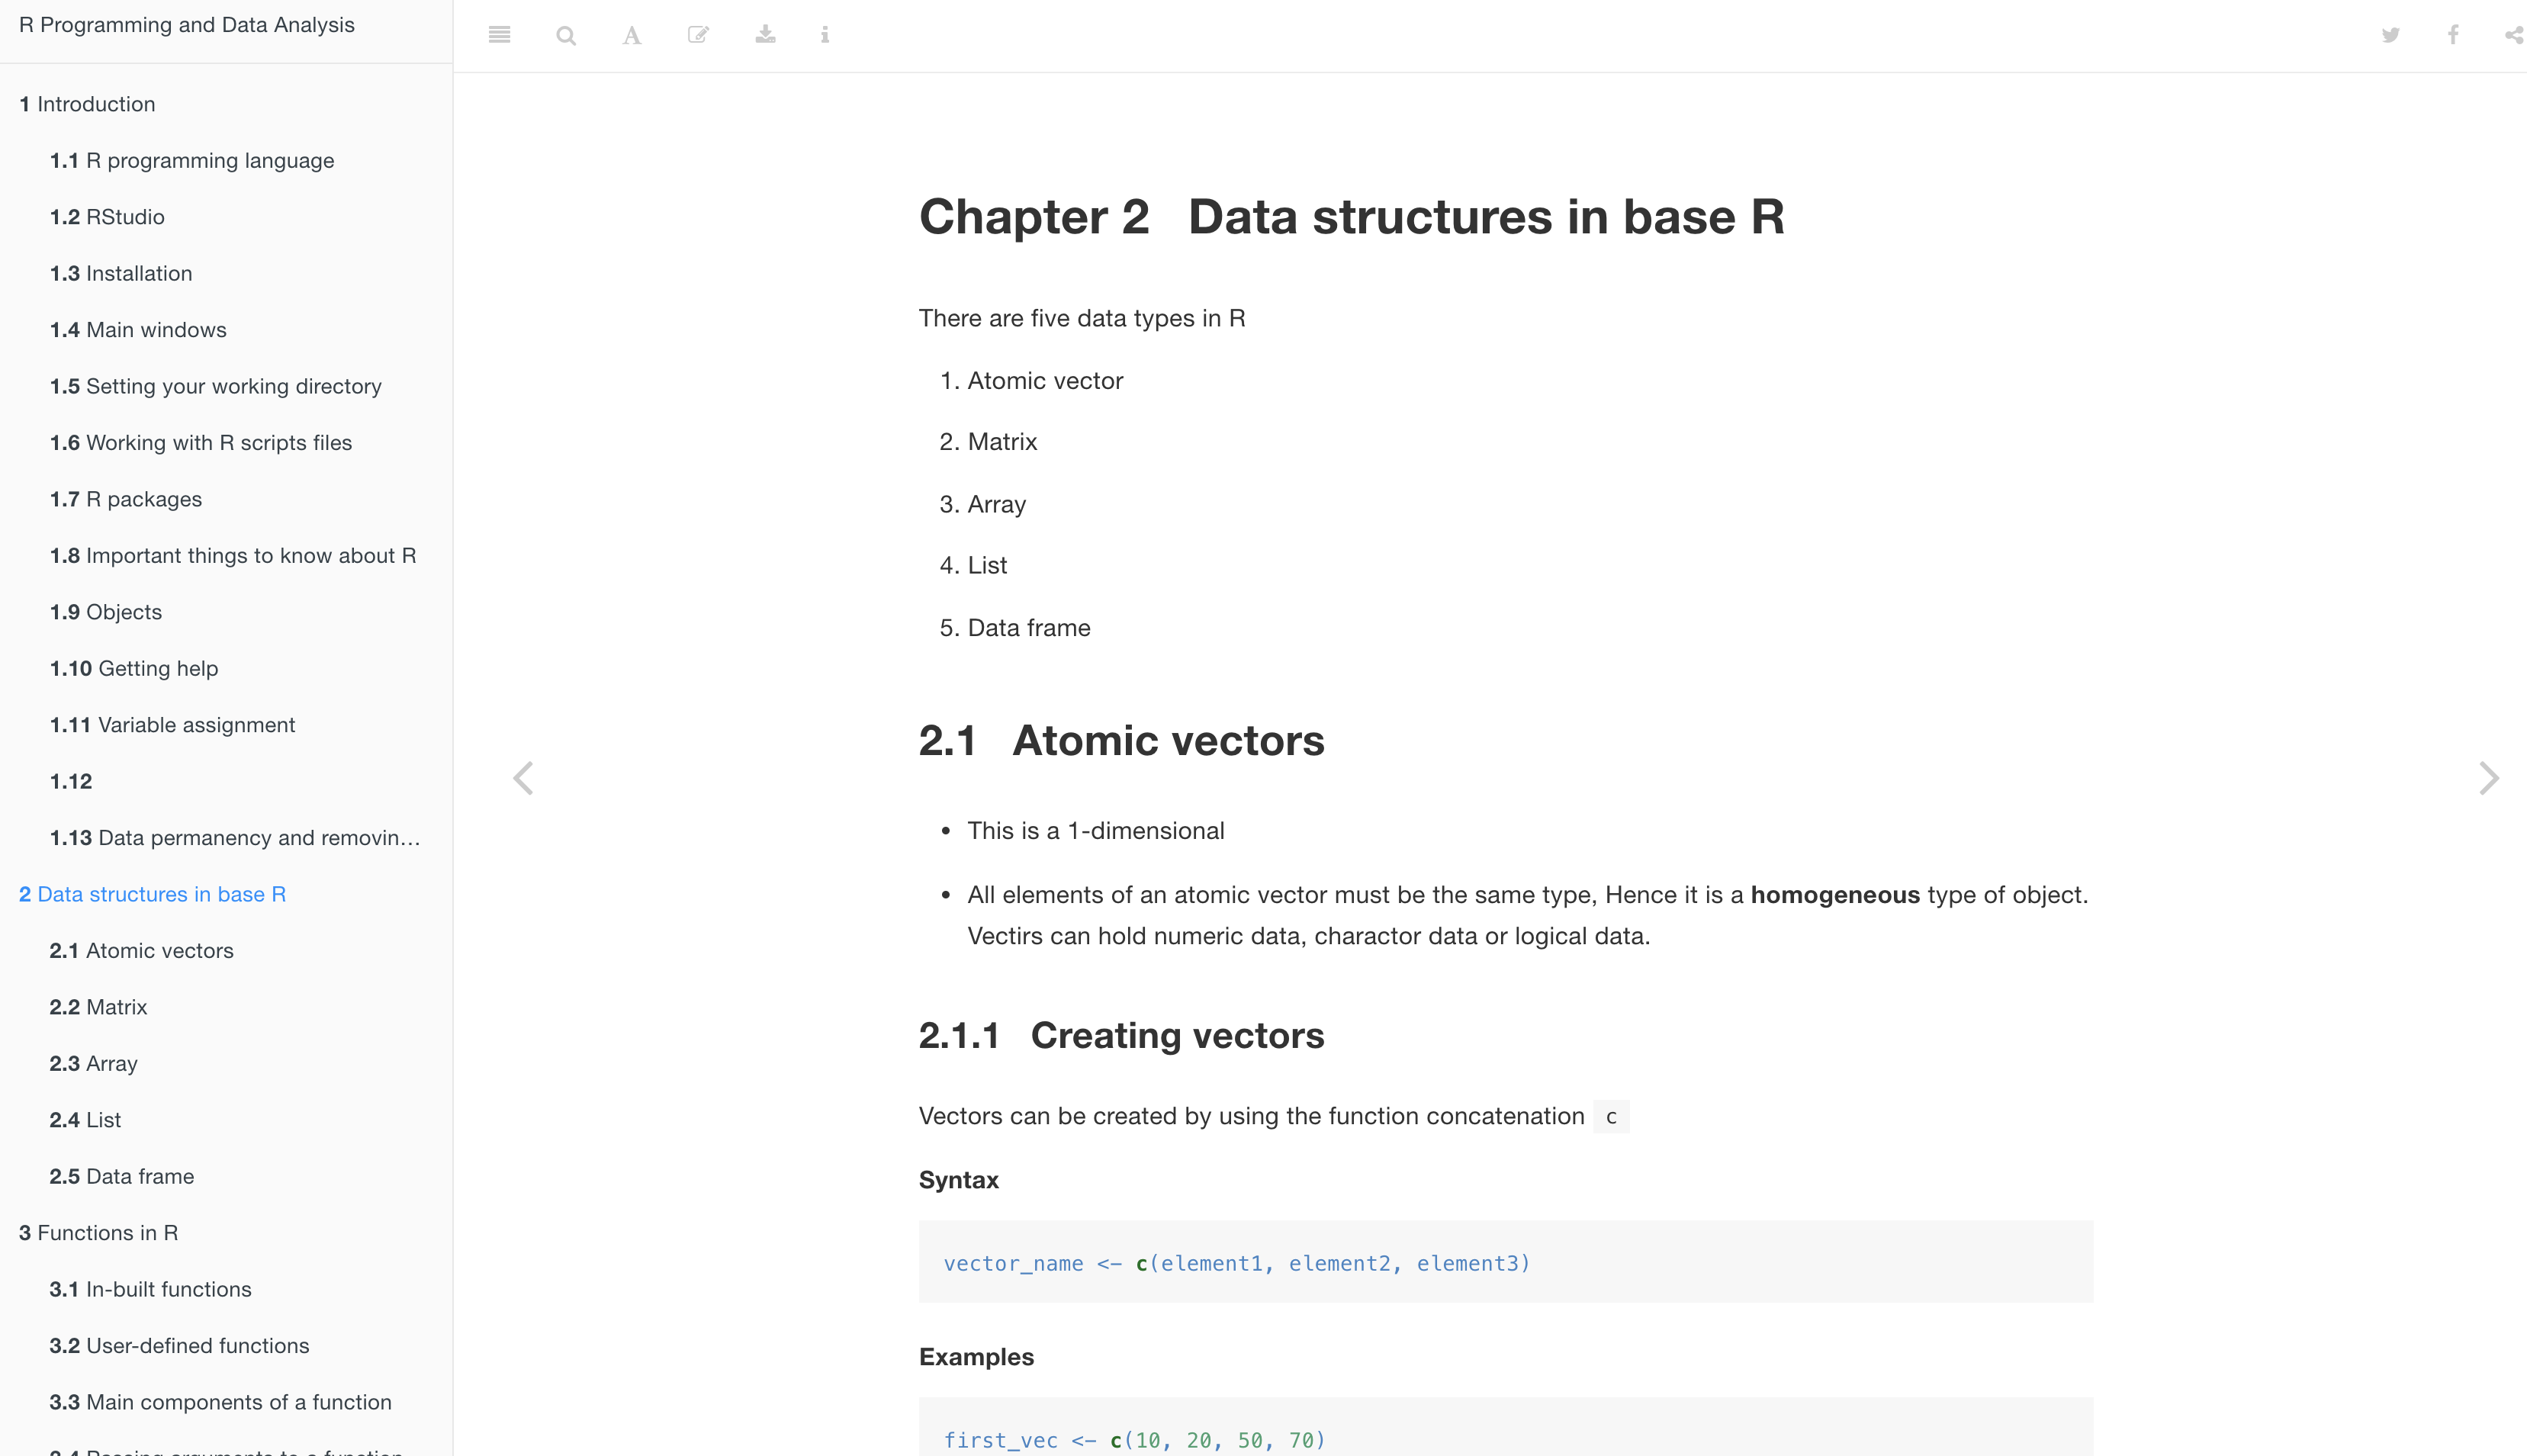 R Programming and Data Analysis
1 Introduction
1.1 R programming language
1.2 RStudio
1.3 Installation
1.4 Main windows
1.5 Setting your working directory
1.6 Working with R scripts files
1.7 R packages
1.8 Important things to know about R
1.9 Objects
1.10 Getting help
1.11 Variable assignment
1.12
1.13 Data permanency and removin…
2 Data structures in base R
2.1 Atomic vectors
2.2 Matrix
2.3 Array
2.4 List
2.5 Data frame
3 Functions in R
3.1 In-built functions
3.2 User-defined functions
3.3 Main components of a function
3.4 Passing arguments to a function
Chapter 2 Data structures in base R
There are five data types in R
1. Atomic vector
2. Matrix
3. Array
4. List
5. Data frame
2.1 Atomic vectors
• This is a 1-dimensional
• All elements of an atomic vector must be the same type, Hence it is a homogeneous type of object.
Vectirs can hold numeric data, charactor data or logical data.
2.1.1 Creating vectors
Vectors can be created by using the function concatenation c
Syntax
vector_name <- c(element1, element2, element3)
Examples
first_vec <- c(10, 20, 50, 70)